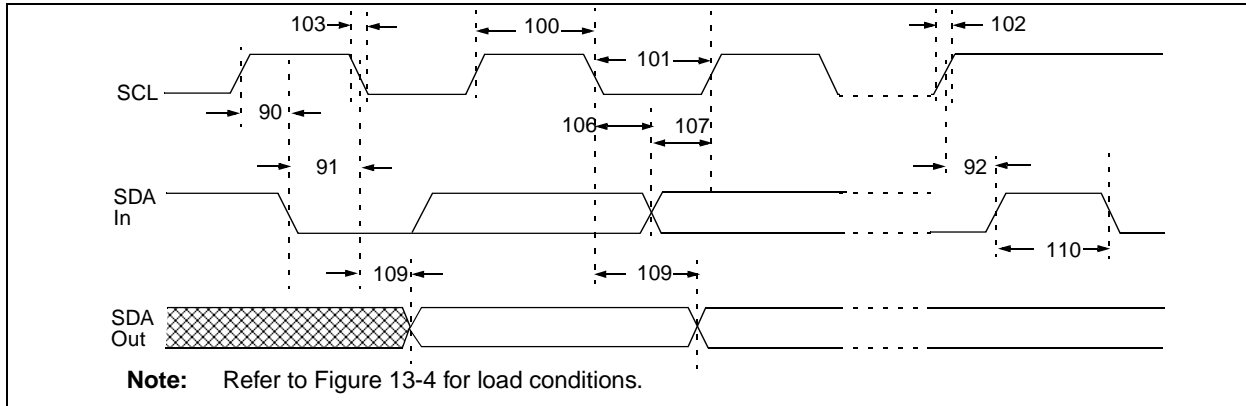 103
100
102
101
SCL
90
106
107
91
92
SDA
In
110
109
109
SDA
Out
Note: Refer to Figure 13-4 for load conditions.